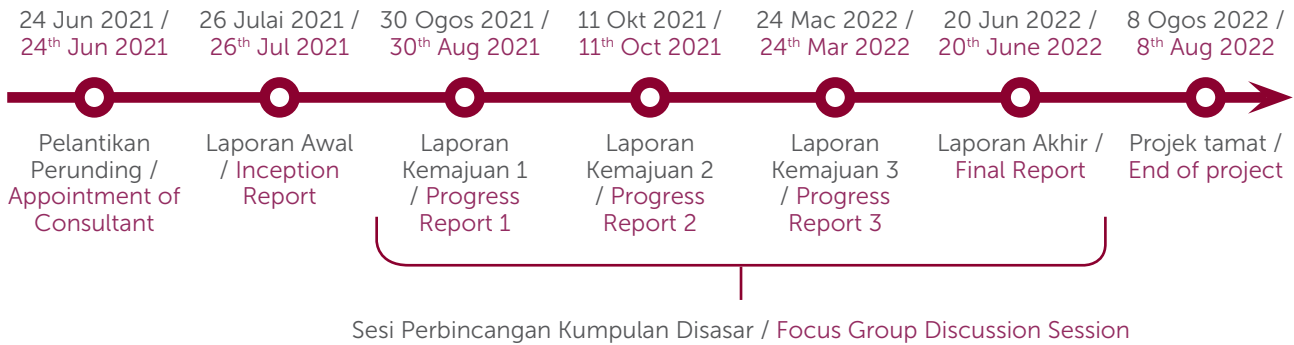 24 Jun 2021 /
24th Jun 2021
26 Julai 2021 /
26th Jul 2021
30 Ogos 2021 /
30th Aug 2021
11 Okt 2021 /
11th Oct 2021
24 Mac 2022 /
24th Mar 2022
20 Jun 2022 /
20th June 2022
8 Ogos 2022 /
8th Aug 2022
Pelantikan
Perunding /
Appointment of
Consultant
Laporan Awal
/ Inception
Report
Laporan
Kemajuan 1
/ Progress
Report 1
Laporan
Kemajuan 2
/ Progress
Report 2
Laporan
Kemajuan 3
/ Progress
Report 3
Laporan Akhir /
Final Report
Projek tamat /
End of project
Sesi Perbincangan Kumpulan Disasar / Focus Group Discussion Session